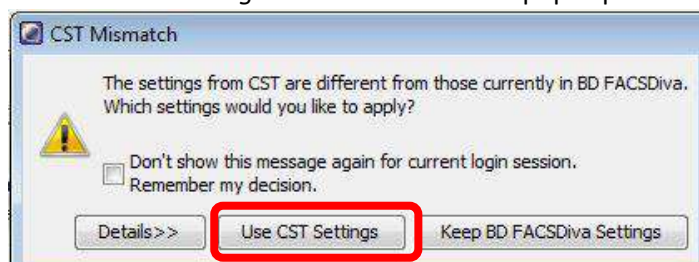 CST Mismatch
The settings from CST are different from those currently in BD FACSDiva.
Which settings would you like to apply?
Don't show this message again for current login session.
Remember my decision.
Details>> Use CST Settings Keep BD FACSDiva Settings